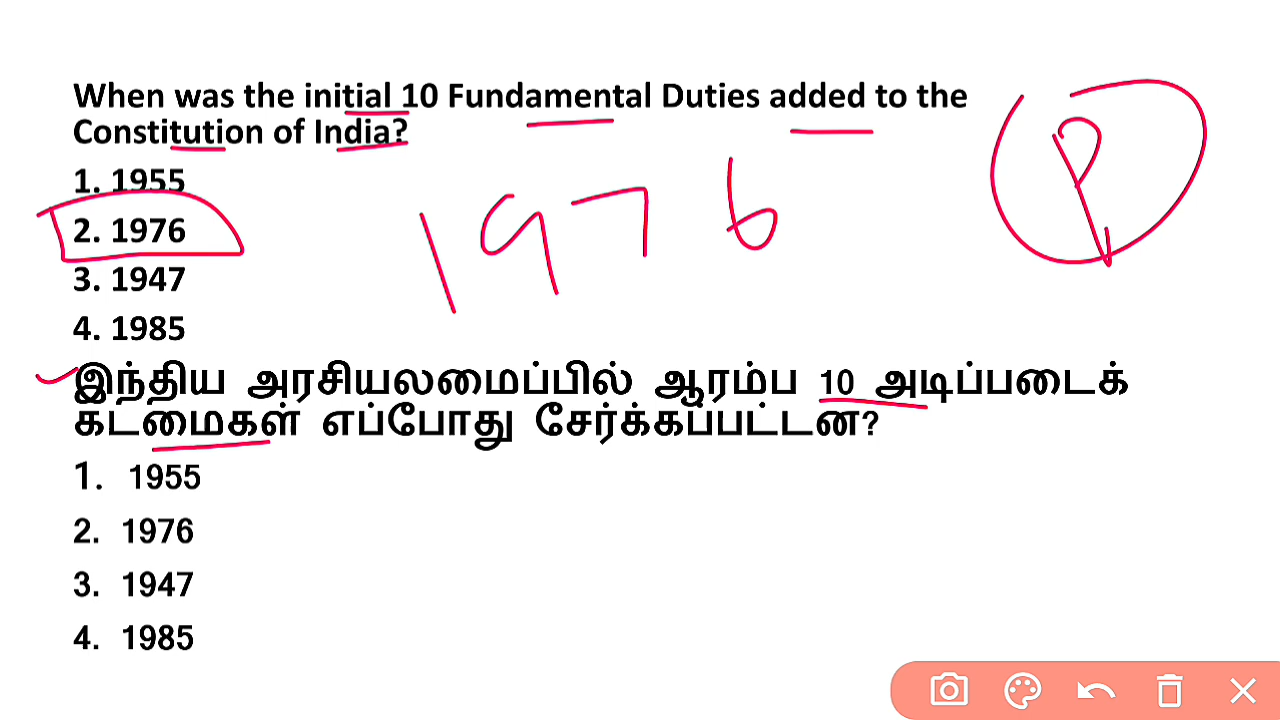 When was the initial 10 Fundamental Duties added to the
Constitution of India?
1. 1955
2. 1976
3. 1947
4. 1985
1976
இந்திய அரசியலமைப்பில் ஆரம்ப 10 அடிப்படைக்
கடமைகள் எப்போது சேர்க்கப்பட்டன?
1. 1955
2. 1976
3. 1947
4. 1985